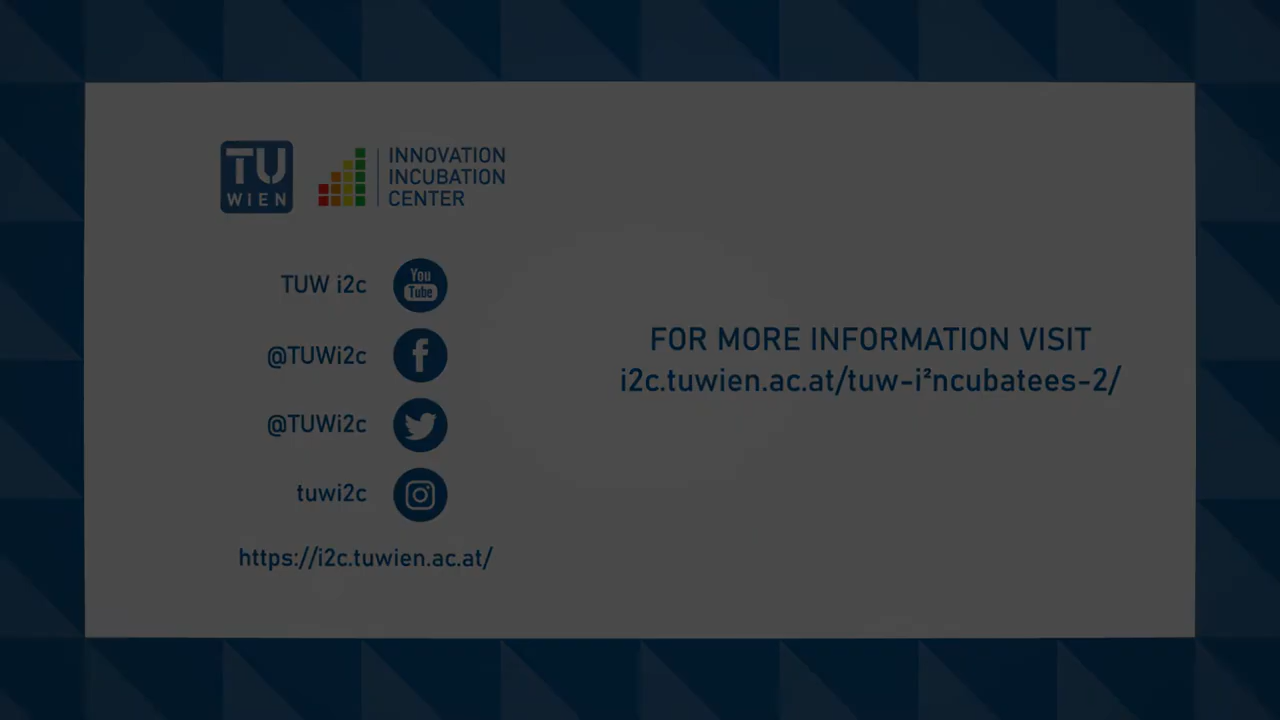 TU
WIEN
INNOVATION
INCUBATION
CENTER
TUW i2c
You
Tube
@TUWi2c
@TUWi2c
tuwi2c
https://i2c.tuwien.ac.at/
FOR MORE INFORMATION VISIT
i2c.tuwien.ac.at/tuw-i²ncubatees-2/